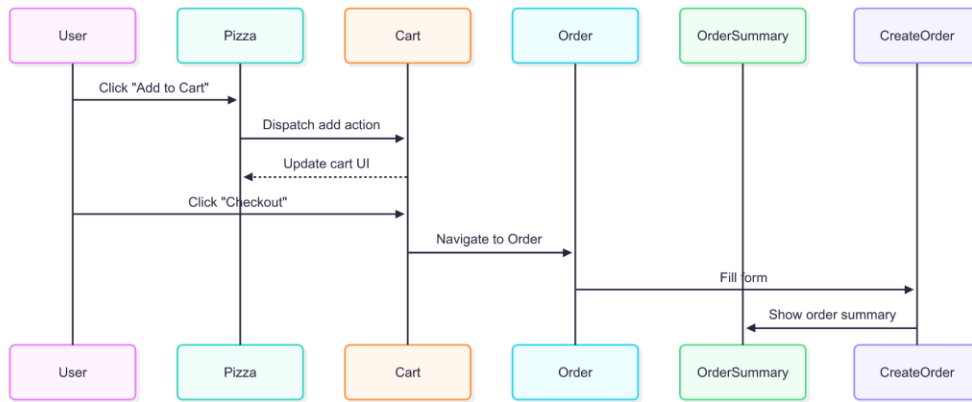 User
Pizza
Cart
Order
OrderSummary
CreateOrder
Click "Add to Cart"
Dispatch add action
Update cart UI
Click "Checkout"
Navigate to Order
Fill form
Show order summary
User
Pizza
Cart
Order
OrderSummary
CreateOrder